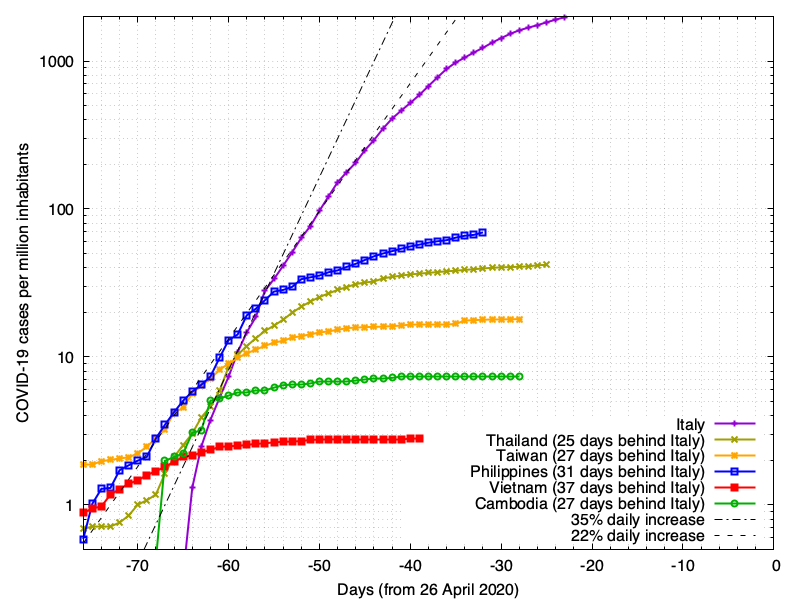 1000
100
10
1
COVID-19 cases per million inhabitants
Italy
Thailand (25 days behind Italy)
Taiwan (27 days behind Italy)
Philippines (31 days behind Italy)
Vietnam (37 days behind Italy)
Cambodia (27 days behind Italy)
35% daily increase
22% daily increase
-70 -60 -50 -40 -30 -20 -10 0
Days (from 26 April 2020)